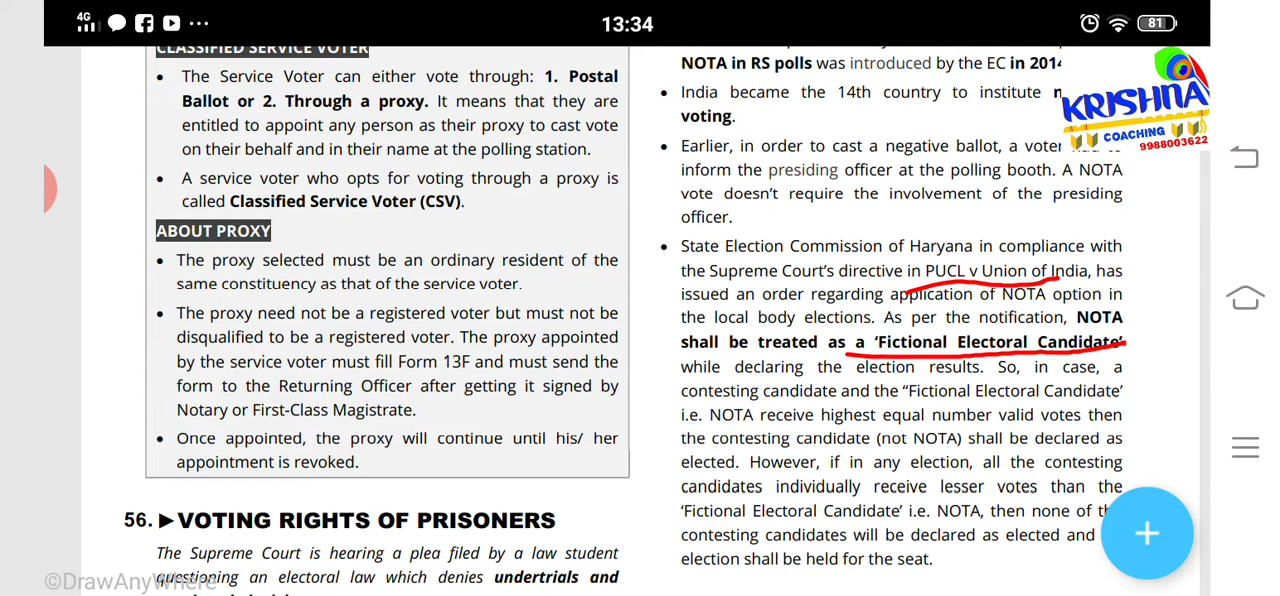 4G
13:34
81
CLASSIFIED SERVICE VOTER
• The Service Voter can either vote through: 1. Postal
Ballot or 2. Through a proxy. It means that they are
entitled to appoint any person as their proxy to cast vote
on their behalf and in their name at the polling station.
• A service voter who opts for voting through a proxy is
called Classified Service Voter (CSV).
ABOUT PROXY
• The proxy selected must be an ordinary resident of the
same constituency as that of the service voter.
• The proxy need not be a registered voter but must not be
disqualified to be a registered voter. The proxy appointed
by the service voter must fill Form 13F and must send the
form to the Returning Officer after getting it signed by
Notary or First-Class Magistrate.
• Once appointed, the proxy will continue until his/ her
appointment is revoked.
56. ►VOTING RIGHTS OF PRISONERS
The Supreme Court is hearing a plea filed by a law student
questioning an electoral law which denies undertrials and
NOTA in RS polls was introduced by the EC in 2014
• India became the 14th country to institute
voting.
• Earlier, in order to cast a negative ballot, a voter had to
inform the presiding officer at the polling booth. A NOTA
vote doesn’t require the involvement of the presiding
officer.
• State Election Commission of Haryana in compliance with
the Supreme Court’s directive in PUCL v Union of India, has
issued an order regarding application of NOTA option in
the local body elections. As per the notification, NOTA
shall be treated as a ‘Fictional Electoral Candidate’
while declaring the election results. So, in case, a
contesting candidate and the “Fictional Electoral Candidate’
i.e. NOTA receive highest equal number valid votes then
the contesting candidate (not NOTA) shall be declared as
elected. However, if in any election, all the contesting
candidates individually receive lesser votes than the
‘Fictional Electoral Candidate’ i.e. NOTA, then none of the
contesting candidates will be declared as elected and
election shall be held for the seat.
KRISHNA
COACHING
9988003622
©DrawAnyWhere